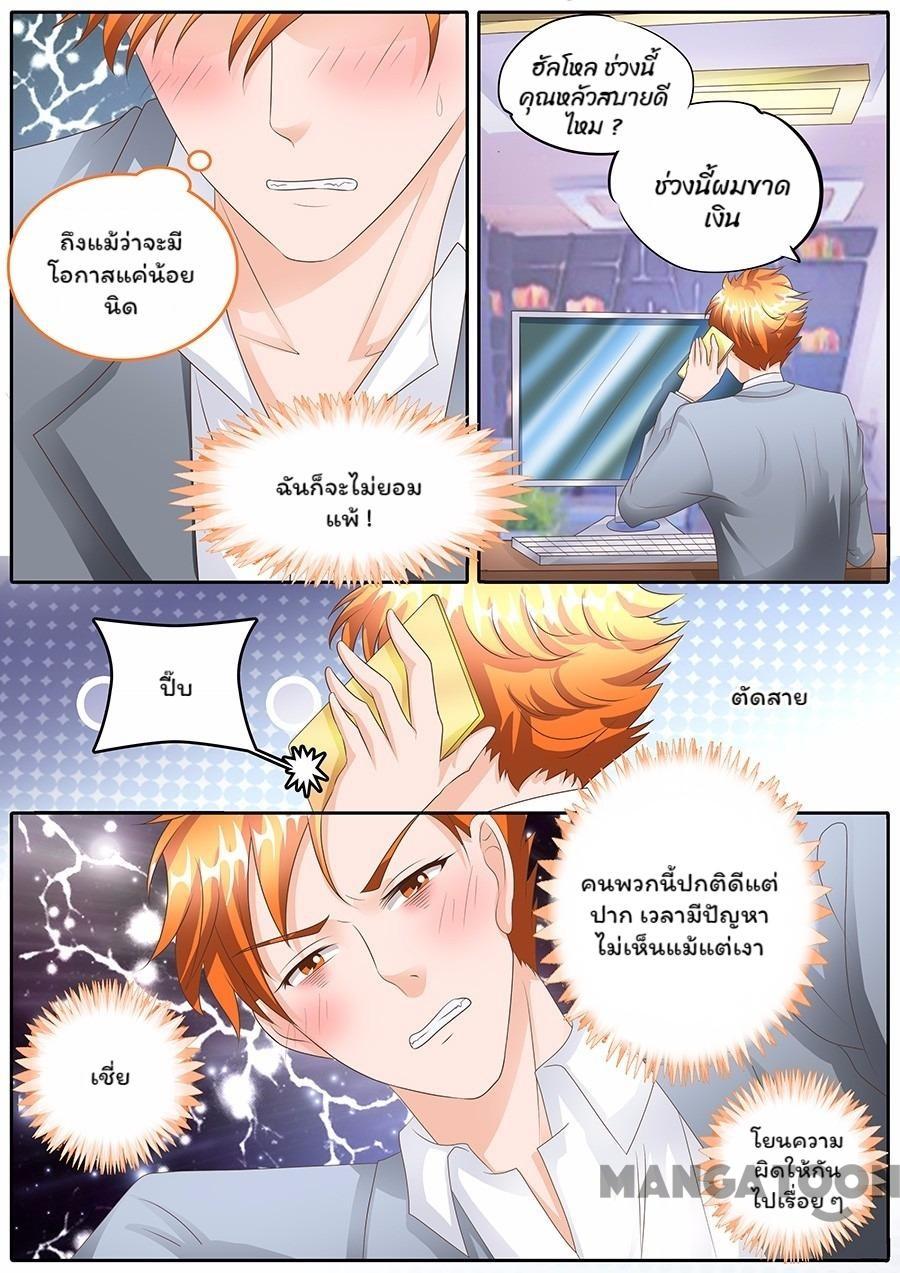 ถึงแม้ว่าจะมี
โอกาสแค่น้อย
นิด
ฉันก็จะไม่ยอม
แพ้ !
ฮัลโหล ช่วงนี้
คุณหลัวสบายดี
ไหม ?
ช่วงนี้ผมขาด
เงิน
ปี๊บ
ตัดสาย
คนพวกนี้ปกติดีแต่
ปาก เวลามีปัญหา
ไม่เห็นแม้แต่เงา
เชี่ย
โยนความ
ผิดให้กัน
ไปเรื่อย ๆ
MANGATOON